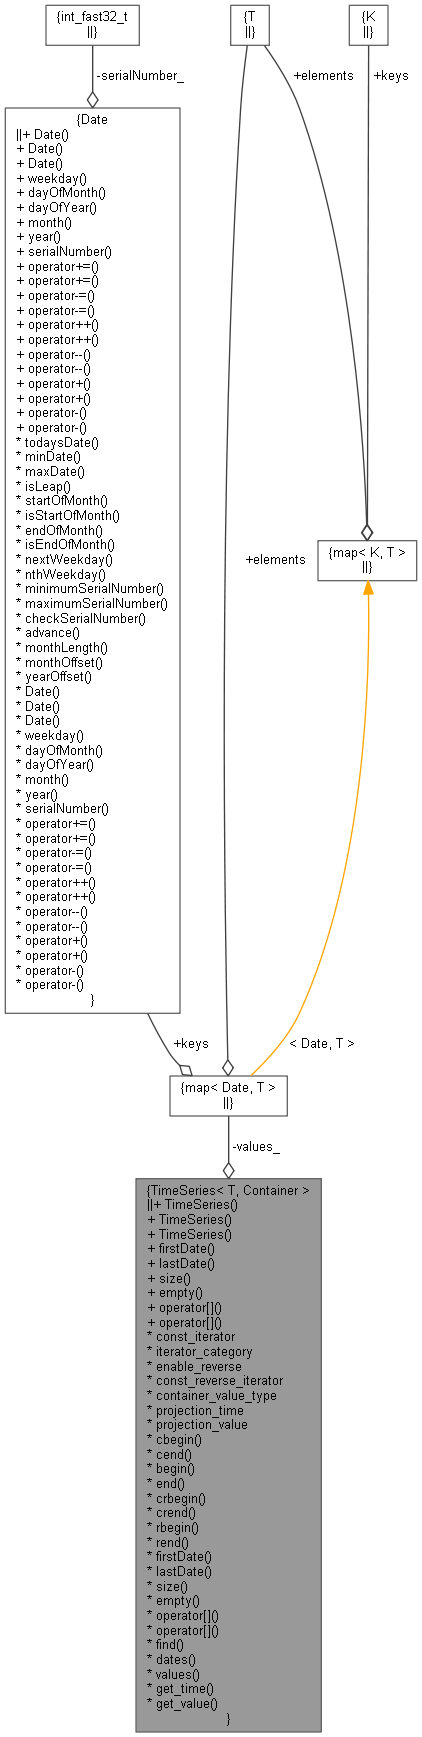 {int_fast32_t
||}
{T
||}
{K
||}
-serialNumber_
+elements
+keys
{Date
||+ Date()
+ Date()
+ Date()
+ weekday()
+ dayOfMonth()
+ dayOfYear()
+ month()
+ year()
+ serialNumber()
+ operator+=()
+ operator+=()
+ operator-=()
+ operator-=()
+ operator++()
+ operator++()
+ operator--()
+ operator--()
+ operator+()
+ operator+()
+ operator-()
+ operator-()
* todaysDate()
* minDate()
* maxDate()
* isLeap()
* startOfMonth()
* isStartOfMonth()
* endOfMonth()
* isEndOfMonth()
* nextWeekday()
* nthWeekday()
* minimumSerialNumber()
* maximumSerialNumber()
* checkSerialNumber()
* advance()
* monthLength()
* monthOffset()
* yearOffset()
* Date()
* Date()
* Date()
* weekday()
* dayOfMonth()
* dayOfYear()
* month()
* year()
* serialNumber()
* operator+=()
* operator+=()
* operator-=()
* operator-=()
* operator++()
* operator++()
* operator--()
* operator--()
* operator+()
* operator+()
* operator-()
* operator-()
}
+elements
{map< K, T >
||}
+keys
< Date, T >
{map< Date, T >
||}
-values_
{TimeSeries< T, Container >
||+ TimeSeries()
+ TimeSeries()
+ TimeSeries()
+ firstDate()
+ lastDate()
+ size()
+ empty()
+ operator[]()
+ operator[]()
* const_iterator
* iterator_category
* enable_reverse
* const_reverse_iterator
* container_value_type
* projection_time
* projection_value
* cbegin()
* cend()
* begin()
* end()
* crbegin()
* crend()
* rbegin()
* rend()
* firstDate()
* lastDate()
* size()
* empty()
* operator[]()
* operator[]()
* find()
* dates()
* values()
* get_time()
* get_value()
}